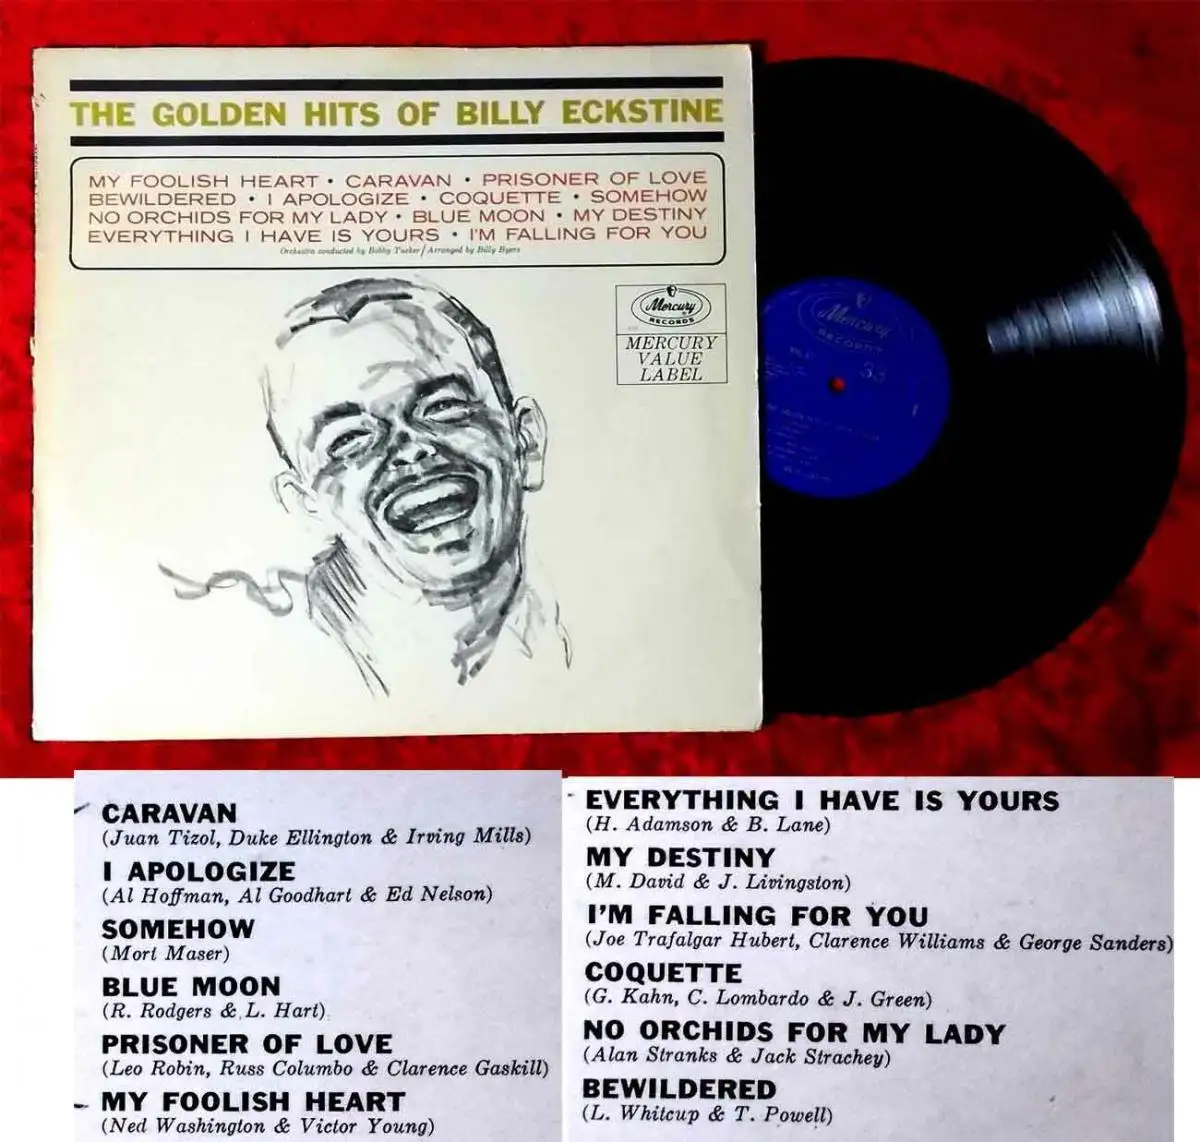 THE GOLDEN HITS OF BILLY ECKSTINE
MY FOOLISH HEART • CARAVAN • PRISONER OF LOVE
BEWILDERED • I APOLOGIZE • COQUETTE • SOMEHOW
NO ORCHIDS FOR MY LADY • BLUE MOON • MY DESTINY
EVERYTHING I HAVE IS YOURS • I'M FALLING FOR YOU
Orchestra conducted by Bobby Tucker/Arranged by Billy Byers
Mercury
RECORDS
MERCURY
VALUE
LABEL
Mercury
RECORDS
33
CARAVAN
(Juan Tizol, Duke Ellington & Irving Mills)
I APOLOGIZE
(Al Hoffman, Al Goodhart & Ed Nelson)
SOMEHOW
(Mort Maser)
BLUE MOON
(R. Rodgers & L. Hart)
PRISONER OF LOVE
(Leo Robin, Russ Columbo & Clarence Gaskill)
MY FOOLISH HEART
(Ned Washington & Victor Young)
EVERYTHING I HAVE IS YOURS
(H. Adamson & B. Lane)
MY DESTINY
(M. David & J. Livingston)
I'M FALLING FOR YOU
(Joe Trafalgar Hubert, Clarence Williams & George Sanders)
COQUETTE
(G. Kahn, C. Lombardo & J. Green)
NO ORCHIDS FOR MY LADY
(Alan Stranks & Jack Strachey)
BEWILDERED
(L. Whitcup & T. Powell)